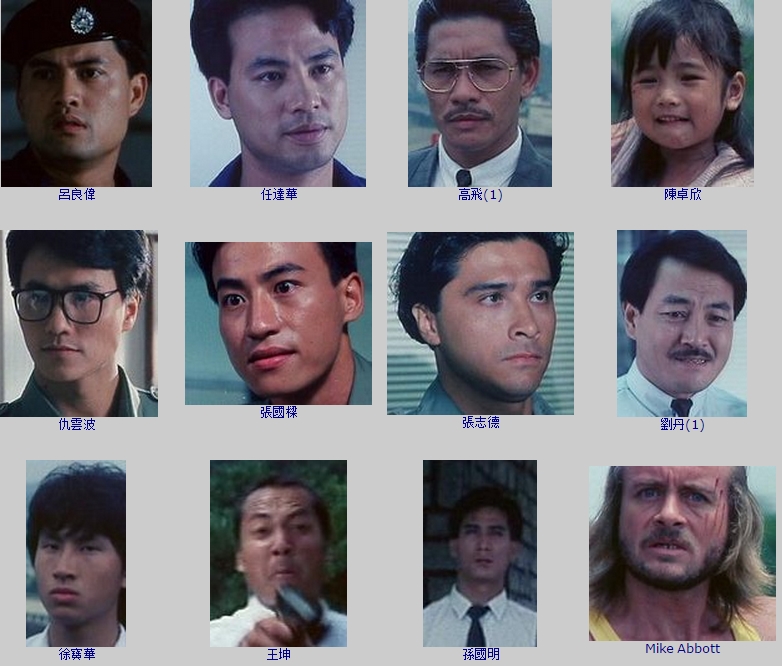 呂良偉
任達華
高飛(1)
陳卓欣
仇雲波
張國樑
張志德
劉丹(1)
徐寶華
王坤
孫國明
Mike Abbott